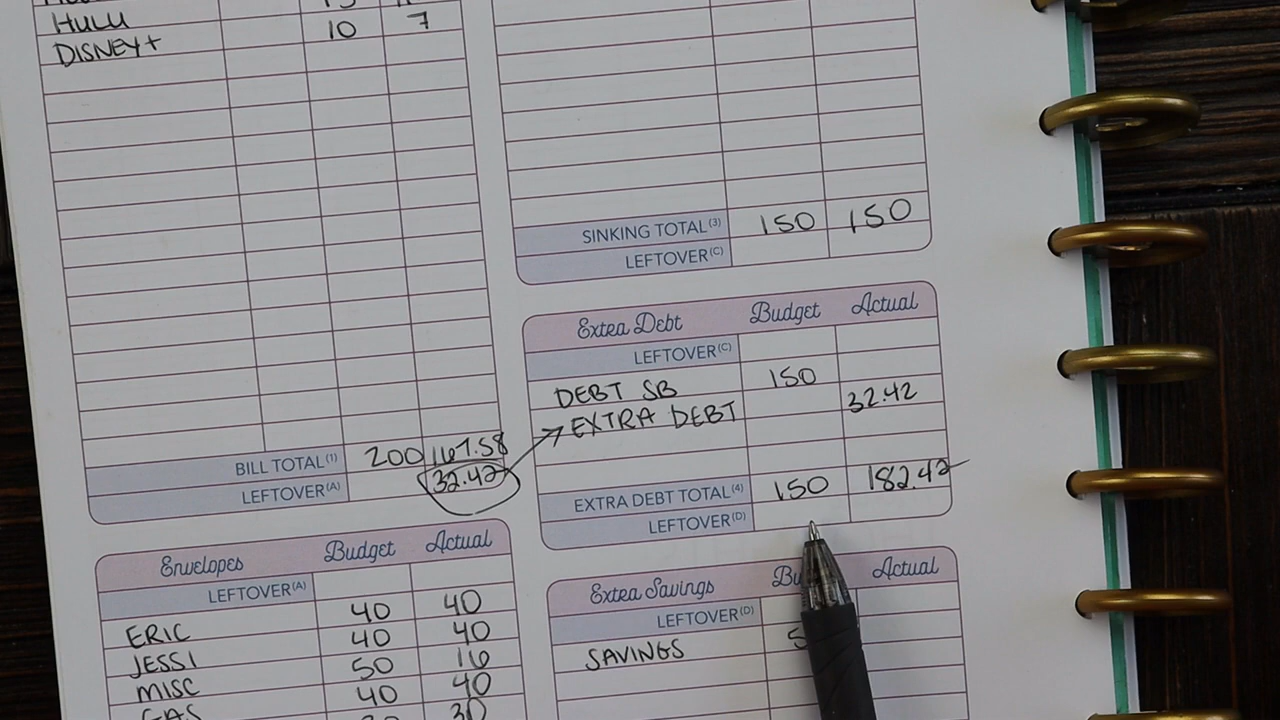 HULU
DISNEY+ 10 7
BILL TOTAL(1) 200 167.58
LEFTOVER(A) 32.42
Envelopes Budget Actual
LEFTOVER(A)
ERIC 40 40
JESSI 40 40
MISC 50 16
GAS 40 40
30
SINKING TOTAL(3) 150 150
LEFTOVER(C)
Extra Debt Budget Actual
LEFTOVER(C)
DEBT SB 150
EXTRA DEBT 32.42
EXTRA DEBT TOTAL(4) 150 182.42
LEFTOVER(D)
Extra Savings Actual
LEFTOVER(D)
SAVINGS